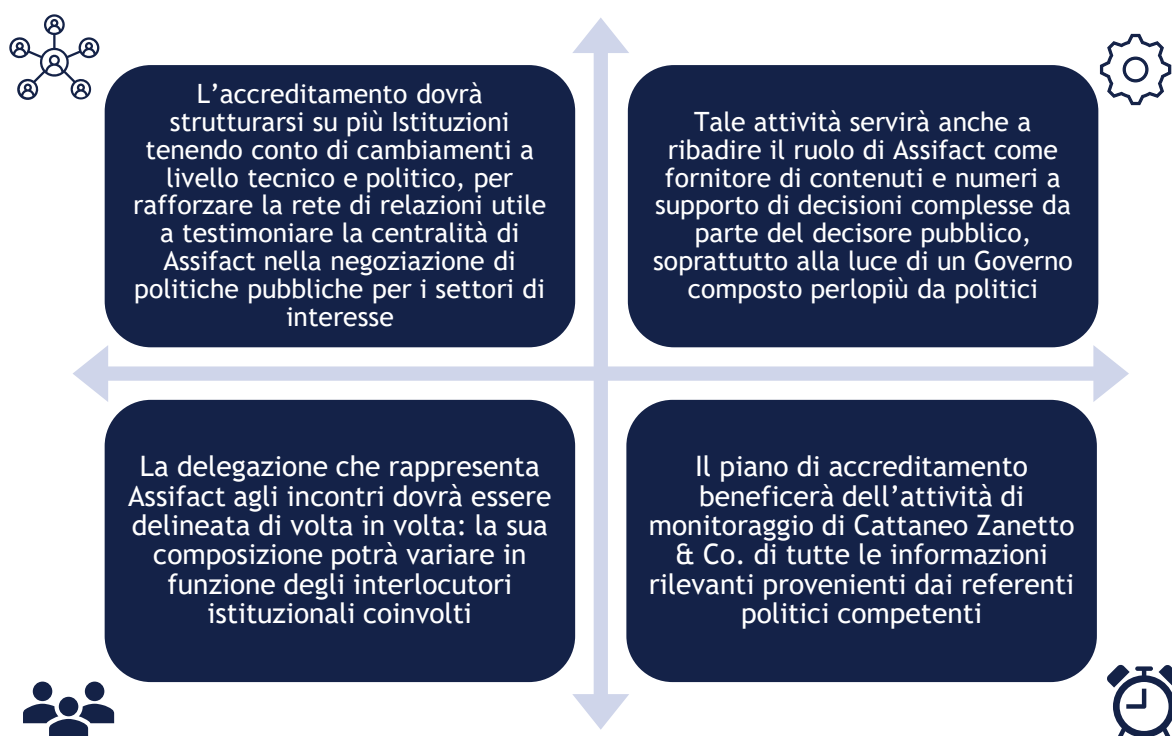 L’accreditamento dovrà
strutturarsi su più Istituzioni
tenendo conto di cambiamenti a
livello tecnico e politico, per
rafforzare la rete di relazioni utile
a testimoniare la centralità di
Assifact nella negoziazione di
politiche pubbliche per i settori di
interesse
Tale attività servirà anche a
ribadire il ruolo di Assifact come
fornitore di contenuti e numeri a
supporto di decisioni complesse da
parte del decisore pubblico,
soprattutto alla luce di un Governo
composto perlopiù da politici
La delegazione che rappresenta
Assifact agli incontri dovrà essere
delineata di volta in volta: la sua
composizione potrà variare in
funzione degli interlocutori
istituzionali coinvolti
Il piano di accreditamento
beneficerà dell’attività di
monitoraggio di Cattaneo Zanetto
& Co. di tutte le informazioni
rilevanti provenienti dai referenti
politici competenti